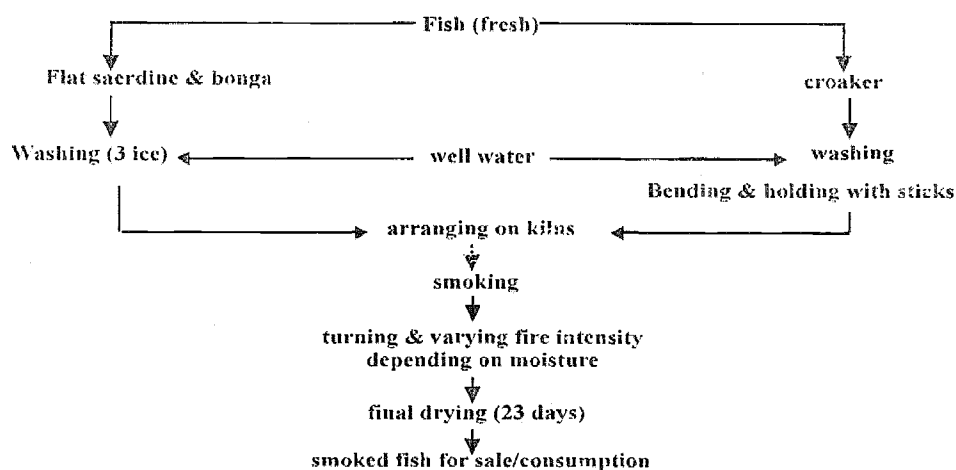 Fish (fresh)
Flat saerdine & bonga
croaker
Washing (3 ice)
well water
washing
Bending & holding with sticks
arranging on kilns
smoking
turning & varying fire intensity
depending on moisture
final drying (23 days)
smoked fish for sale/consumption